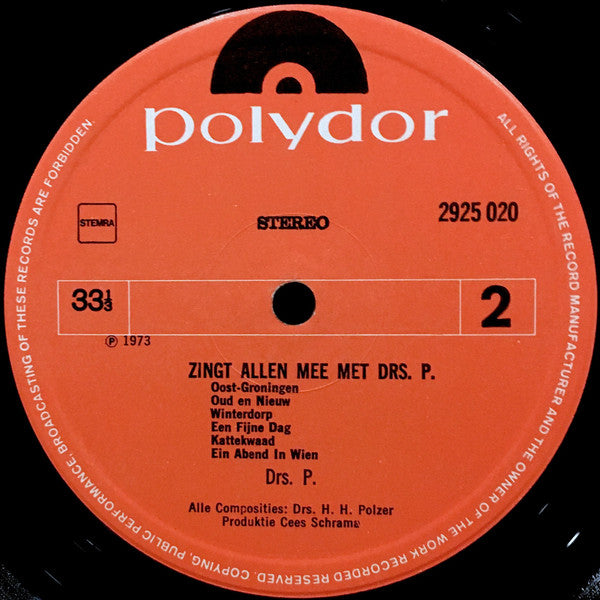 polydor
STEMRA
STEREO
2925 020
33⅓
2
℗ 1973
ZINGT ALLEN MEE MET DRS. P.
Oost-Groningen
Oud en Nieuw
Winterdorp
Een Fijne Dag
Kattekwaad
Ein Abend In Wien
Drs. P.
Alle Composities: Drs. H. H. Polzer
Produktie Cees Schrama
ALL RIGHTS OF THE RECORD MANUFACTURER AND THE OWNER OF THE WORK RECORDED RESERVED. COPYING, PUBLIC PERFORMANCE, BROADCASTING OF THESE RECORDS ARE FORBIDDEN.